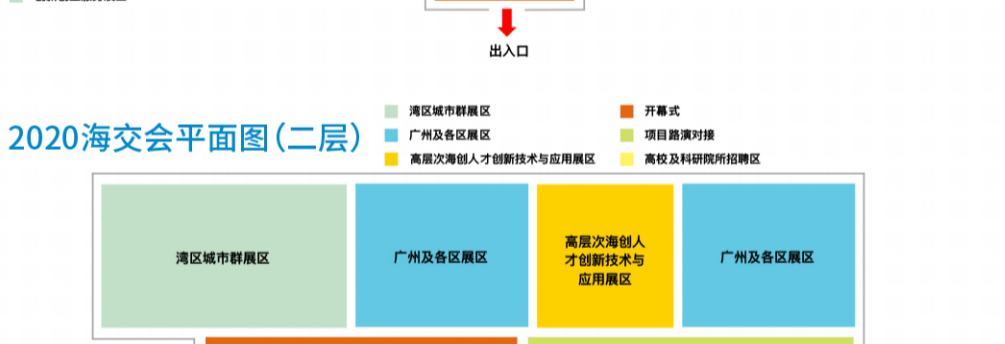 出入口
2020海交会平面图(二层)
湾区城市群展区
开幕式
广州及各区展区
项目路演对接
高层次海创人才创新技术与应用展区
高校及科研院所招聘区
湾区城市群展区
广州及各区展区
高层次海创人
才创新技术与
应用展区
广州及各区展区